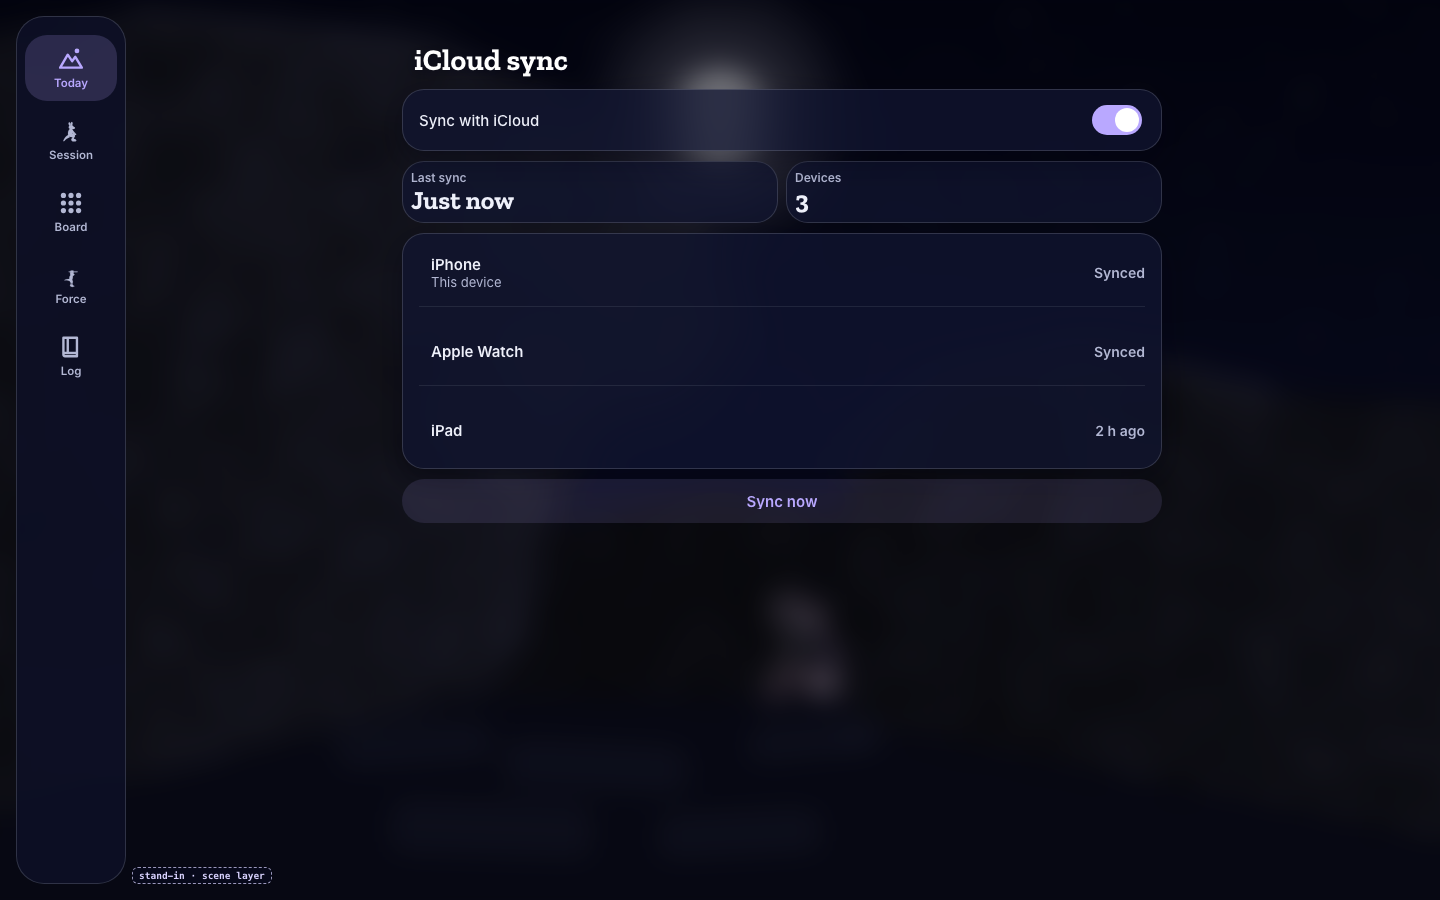 Today
Session
Board
Force
Log
iCloud sync
Sync with iCloud
Last sync
Just now
Devices
3
iPhone
This device
Synced
Apple Watch
Synced
iPad
2 h ago
Sync now
stand-in · scene layer